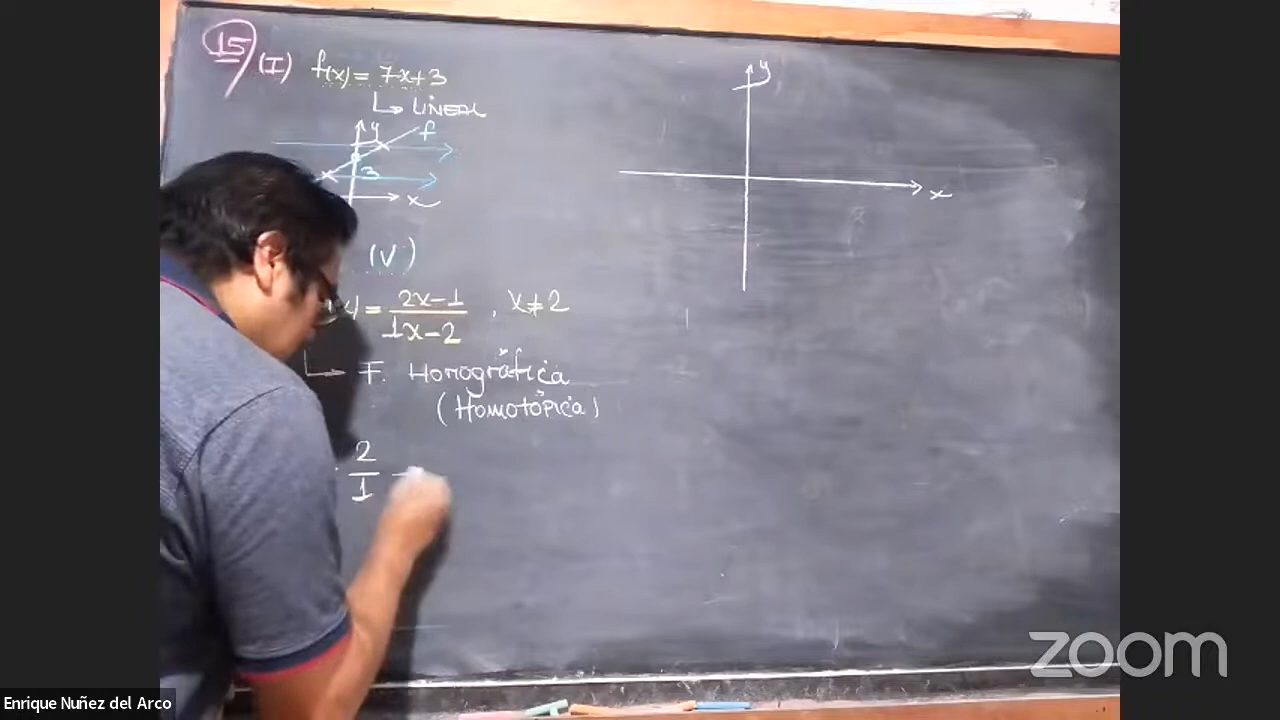 15/ (I) f(x) = 7x+3
↳ LINEAL
y f
3
x
(V)
= 2x-1 / 1x-2 , x≠2
↳ F. Homográfica
(Homotópica)
2/1
y
x
zoom
Enrique Nuñez del Arco